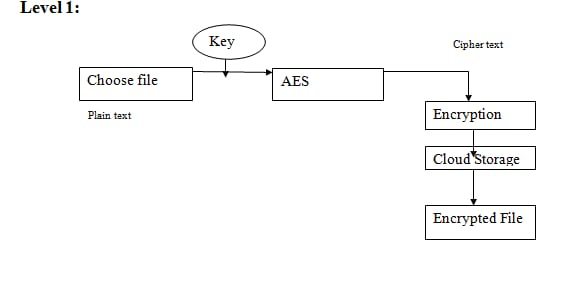 Level 1:
Key
Cipher text
Choose file
AES
Plain text
Encryption
Cloud Storage
Encrypted File